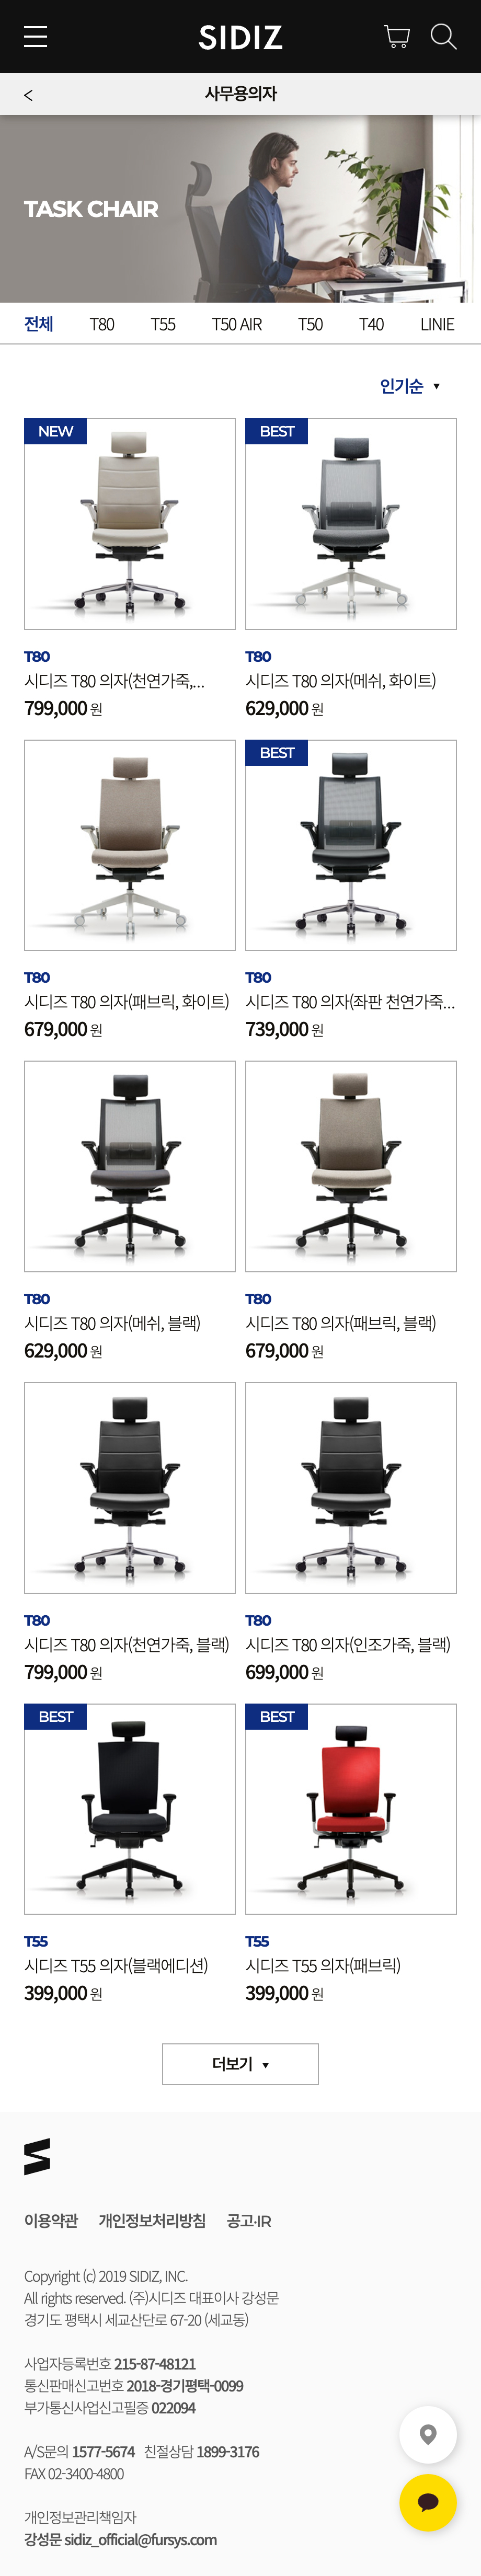 SIDIZ
<
사무용의자
TASK CHAIR
전체 T80 T55 T50 AIR T50 T40 LINIE
인기순 ▼
NEW
BEST
T80
시디즈 T80 의자(천연가죽,...
799,000 원
T80
시디즈 T80 의자(메쉬, 화이트)
629,000 원
BEST
T80
시디즈 T80 의자(패브릭, 화이트)
679,000 원
T80
시디즈 T80 의자(좌판 천연가죽...
739,000 원
T80
시디즈 T80 의자(메쉬, 블랙)
629,000 원
T80
시디즈 T80 의자(패브릭, 블랙)
679,000 원
T80
시디즈 T80 의자(천연가죽, 블랙)
799,000 원
T80
시디즈 T80 의자(인조가죽, 블랙)
699,000 원
BEST
BEST
T55
시디즈 T55 의자(블랙에디션)
399,000 원
T55
시디즈 T55 의자(패브릭)
399,000 원
더보기 ▼
이용약관 개인정보처리방침 공고·IR
Copyright (c) 2019 SIDIZ, INC.
All rights reserved. (주)시디즈 대표이사 강성문
경기도 평택시 세교산단로 67-20 (세교동)
사업자등록번호 215-87-48121
통신판매신고번호 2018-경기평택-0099
부가통신사업신고필증 022094
A/S문의 1577-5674 친절상담 1899-3176
FAX 02-3400-4800
개인정보관리책임자
강성문 sidiz_official@fursys.com